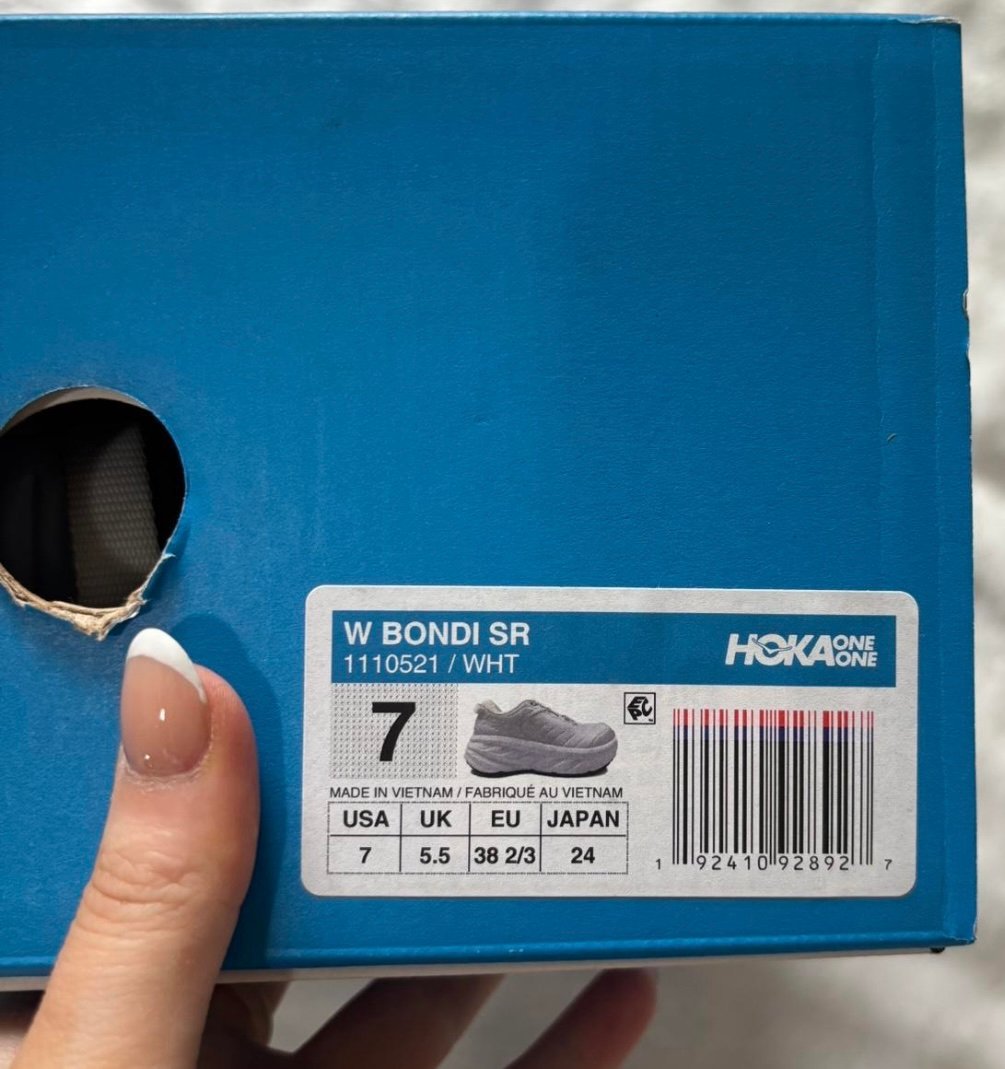 W BONDI SR
1110521 / WHT
HOKA ONE ONE
7
EPC
MADE IN VIETNAM / FABRIQUÉ AU VIETNAM
USA UK EU JAPAN
7 5.5 38 2/3 24
1 92410 92892 7